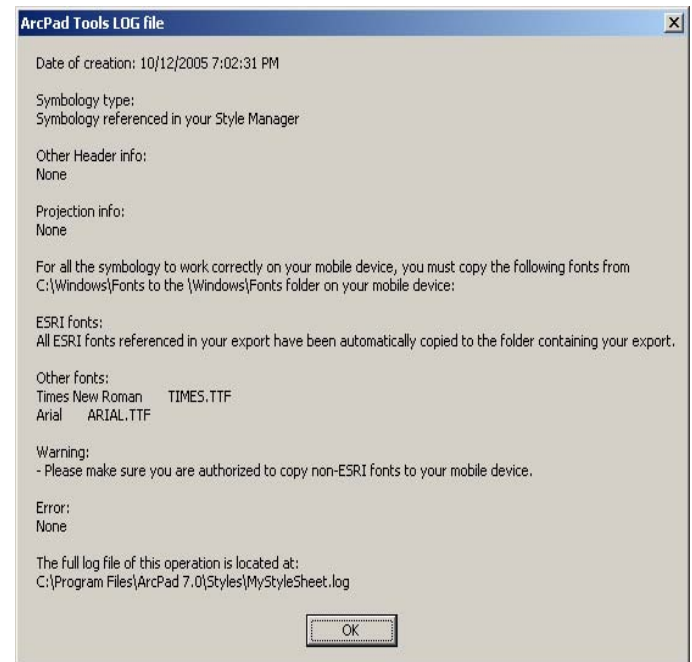 ArcPad Tools LOG file
Date of creation: 10/12/2005 7:02:31 PM
Symbology type:
Symbology referenced in your Style Manager
Other Header info:
None
Projection info:
None
For all the symbology to work correctly on your mobile device, you must copy the following fonts from
C:\Windows\Fonts to the \Windows\Fonts folder on your mobile device:
ESRI fonts:
All ESRI fonts referenced in your export have been automatically copied to the folder containing your export.
Other fonts:
Times New Roman TIMES.TTF
Arial ARIAL.TTF
Warning:
- Please make sure you are authorized to copy non-ESRI fonts to your mobile device.
Error:
None
The full log file of this operation is located at:
C:\Program Files\ArcPad 7.0\Styles\MyStyleSheet.log
OK